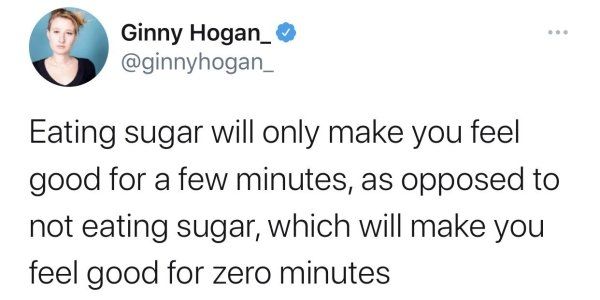 Ginny Hogan_
@ginnyhogan_
Eating sugar will only make you feel
good for a few minutes, as opposed to
not eating sugar, which will make you
feel good for zero minutes